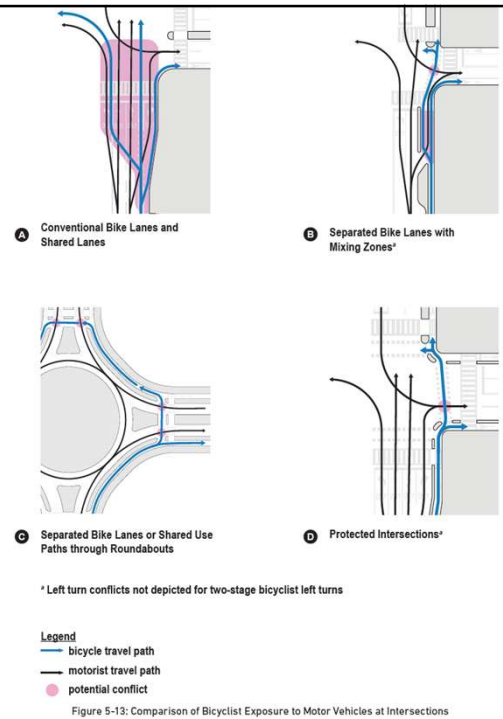 A Conventional Bike Lanes and
Shared Lanes
B Separated Bike Lanes with
Mixing Zonesª
C Separated Bike Lanes or Shared Use
Paths through Roundabouts
D Protected Intersectionsª
ª Left turn conflicts not depicted for two-stage bicyclist left turns
Legend
bicycle travel path
motorist travel path
potential conflict
Figure 5-13: Comparison of Bicyclist Exposure to Motor Vehicles at Intersections